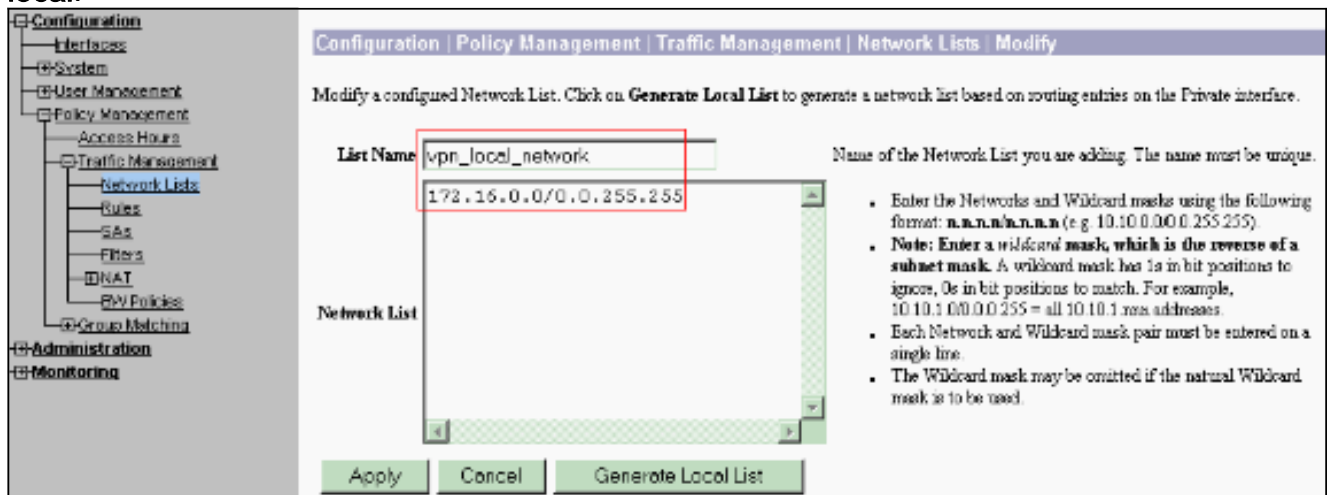 local.
Configuration
Interfaces
System
User Management
Policy Management
Access Hours
Traffic Management
Network Lists
Rules
SAs
Filters
NAT
BW Policies
Group Matching
Administration
Monitoring
Configuration | Policy Management | Traffic Management | Network Lists | Modify
Modify a configured Network List. Click on Generate Local List to generate a network list based on routing entries on the Private interface.
List Name
vpn_local_network
Name of the Network List you are adding. The name must be unique.
Network List
172.16.0.0/0.0.255.255
• Enter the Networks and Wildcard masks using the following
format: n.n.n.n/n.n.n.n (e.g. 10.10.0.0/0.0.255.255).
• Note: Enter a wildcard mask, which is the reverse of a
subnet mask. A wildcard mask has 1s in bit positions to
ignore, 0s in bit positions to match. For example,
10.10.1.0/0.0.0.255 = all 10.10.1.nnn addresses.
• Each Network and Wildcard mask pair must be entered on a
single line.
• The Wildcard mask may be omitted if the natural Wildcard
mask is to be used.
Apply
Cancel
Generate Local List